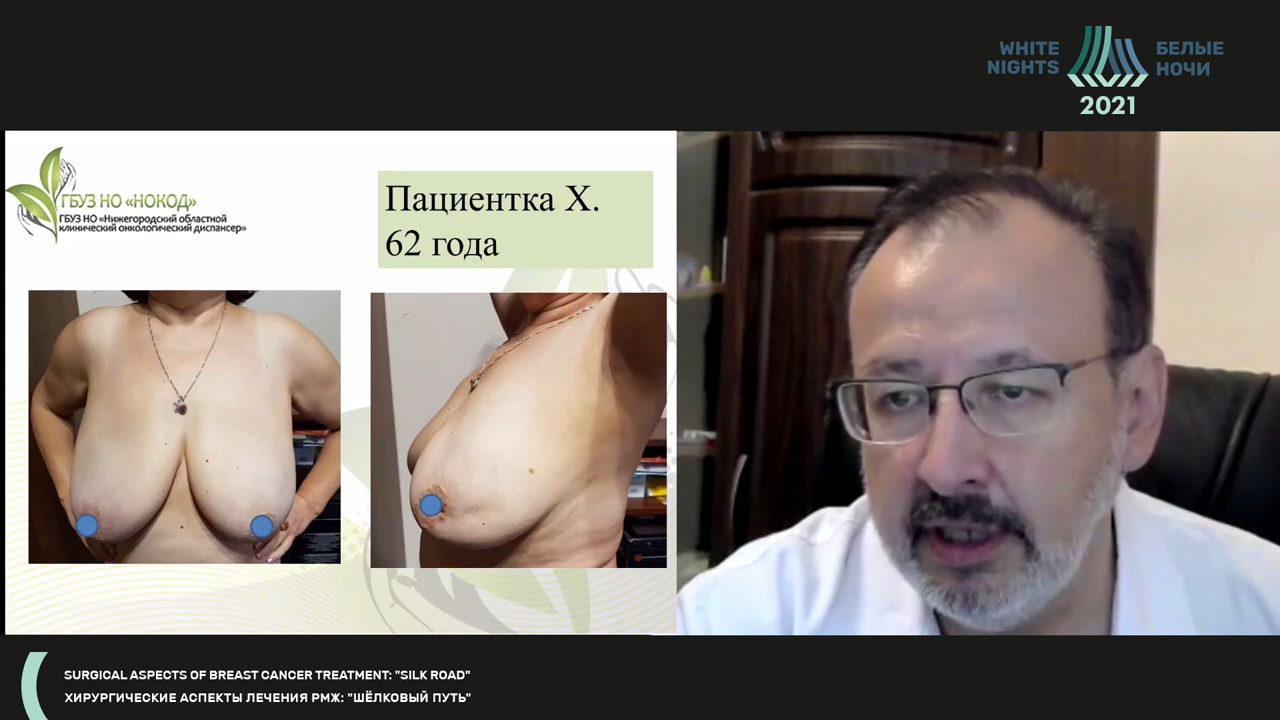 WHITE
NIGHTS
БЕЛЫЕ
НОЧИ
2021
ГБУЗ НО «НОКОД»
ГБУЗ НО «Нижегородский областной
клинический онкологический диспансер»
Пациентка Х.
62 года
SURGICAL ASPECTS OF BREAST CANCER TREATMENT: "SILK ROAD"
ХИРУРГИЧЕСКИЕ АСПЕКТЫ ЛЕЧЕНИЯ РМЖ: "ШЁЛКОВЫЙ ПУТЬ"